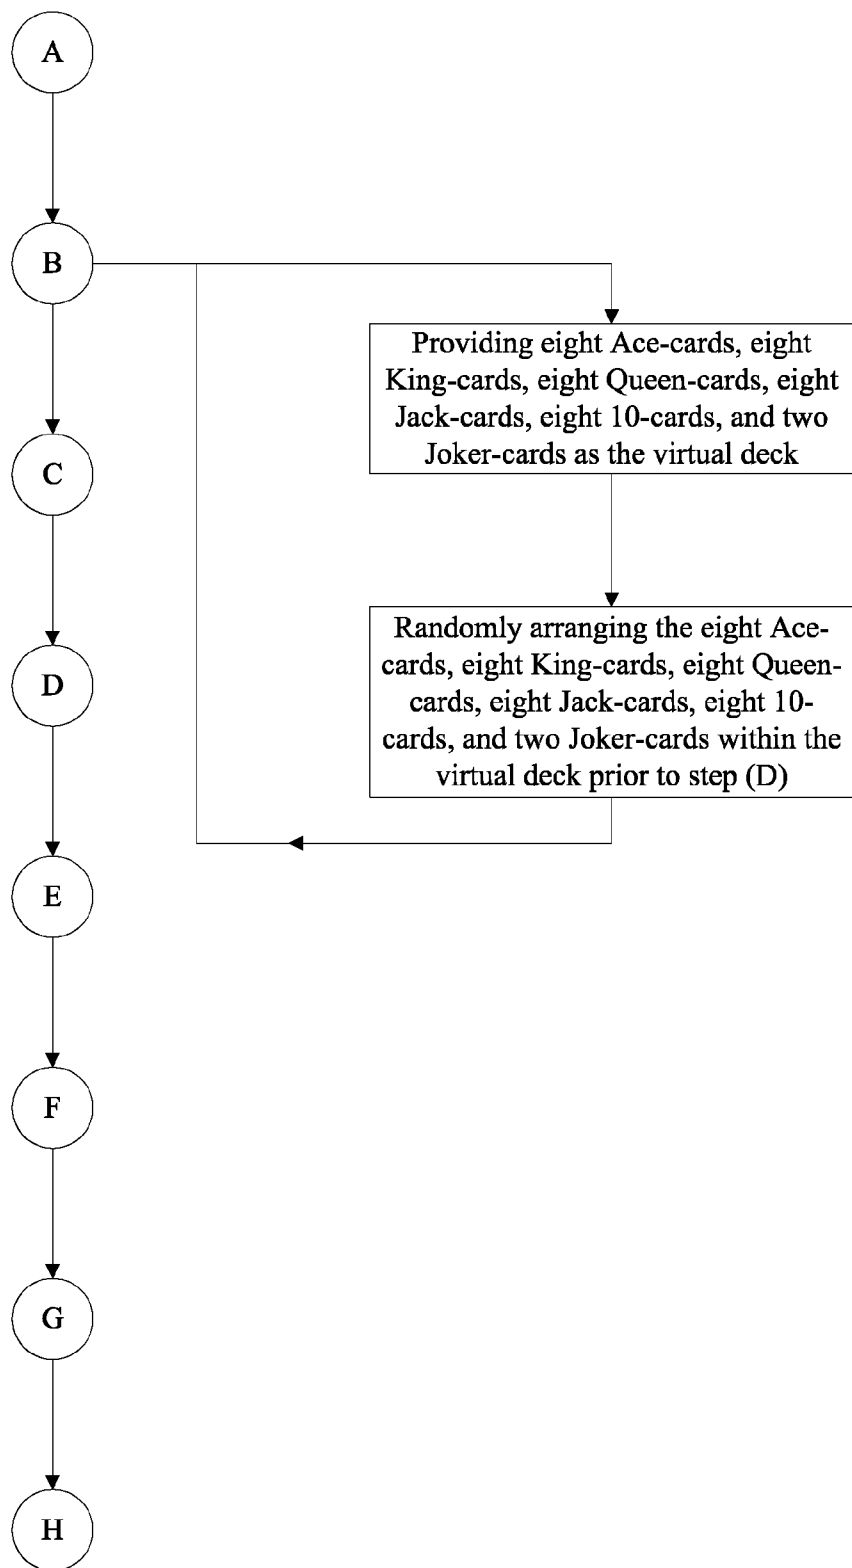 A
B
Providing eight Ace-cards, eight
King-cards, eight Queen-cards, eight
Jack-cards, eight 10-cards, and two
Joker-cards as the virtual deck
C
Randomly arranging the eight Ace-
cards, eight King-cards, eight Queen-
cards, eight Jack-cards, eight 10-
cards, and two Joker-cards within the
virtual deck prior to step (D)
D
E
F
G
H